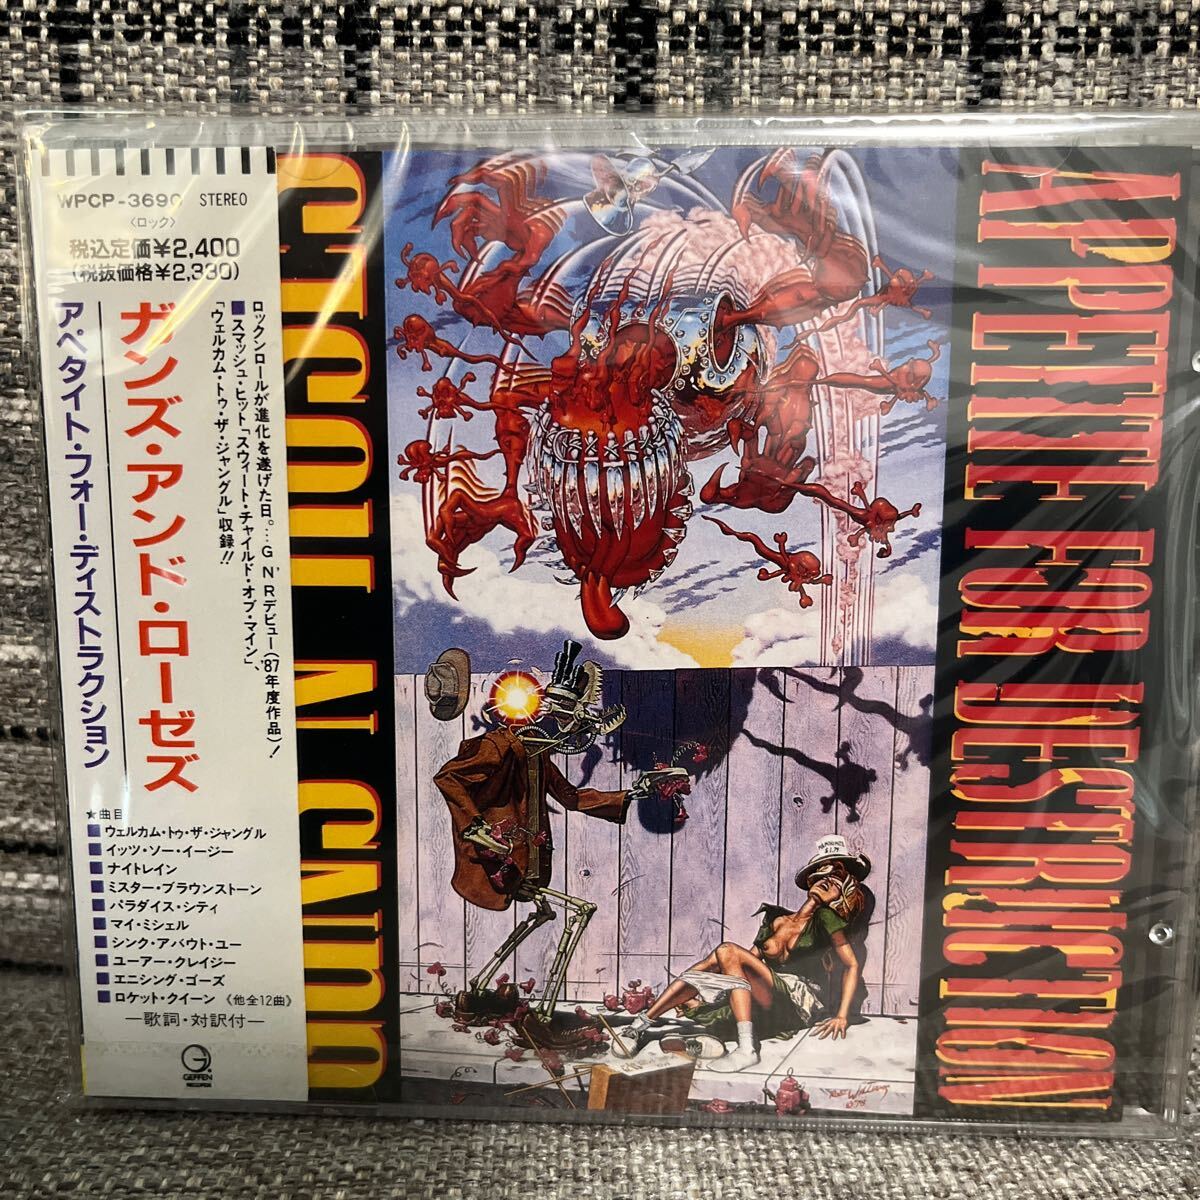 WPCP-3690 STEREO
〈ロック〉
税込定価¥2,400
(税抜価格¥2,330)
ロックンロールが進化を遂げた日。…G N'Rデビュー('87年度作品)!
■スマッシュ・ヒット「スウィート・チャイルド・オブ・マイン」、
「ウェルカム・トゥ・ザ・ジャングル」収録!!
ガンズ・アンド・ローゼズ
アペタイト・フォー・ディストラクション
★曲目
■ウェルカム・トゥ・ザ・ジャングル
■イッツ・ソー・イージー
■ナイトレイン
■ミスター・ブラウンストーン
■パラダイス・シティ
■マイ・ミシェル
■シンク・アバウト・ユー
■ユーアー・クレイジー
■エニシング・ゴーズ
■ロケット・クイーン《他全12曲》
—歌詞・対訳付—
G
GEFFEN
RECORDS
APPETITE FOR DESTRUCTION